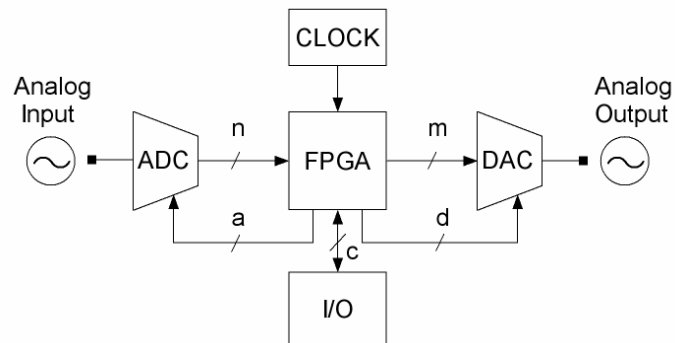 CLOCK
Analog
Input
Analog
Output
n
m
ADC
FPGA
DAC
a
c
d
I/O